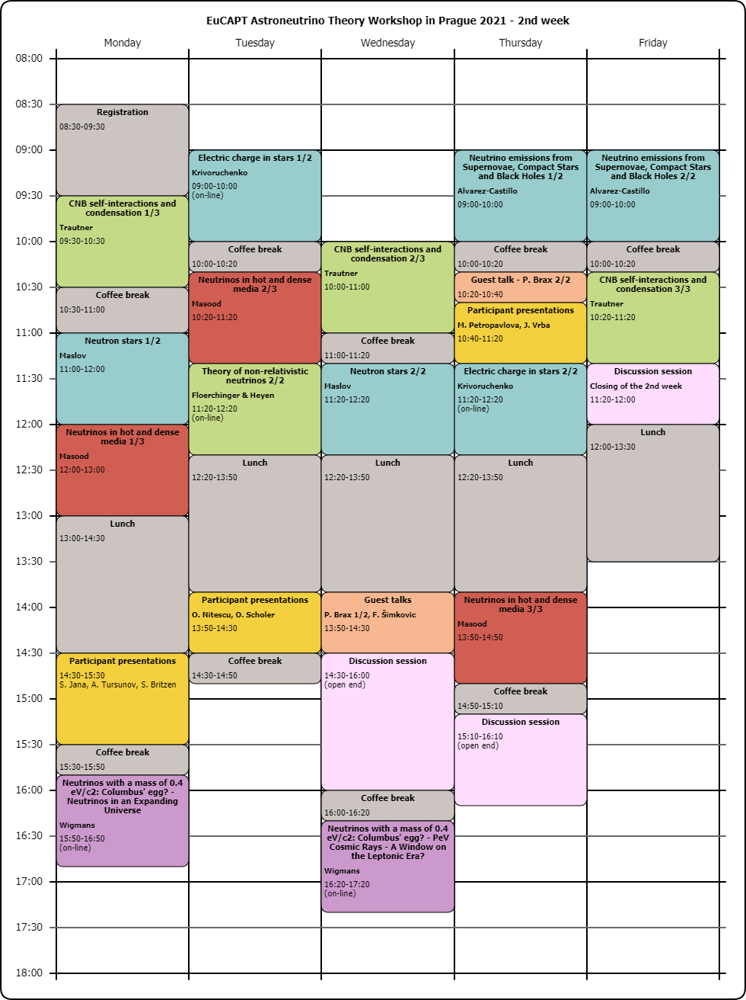 EuCAPT Astroneutrino Theory Workshop in Prague 2021 - 2nd week
Monday
Tuesday
Wednesday
Thursday
Friday
08:00
08:30
09:00
09:30
10:00
10:30
11:00
11:30
12:00
12:30
13:00
13:30
14:00
14:30
15:00
15:30
16:00
16:30
17:00
17:30
18:00
Registration
08:30-09:30
CNB self-interactions and
condensation 1/3
Trautner
09:30-10:30
Coffee break
10:30-11:00
Neutron stars 1/2
Maslov
11:00-12:00
Neutrinos in hot and dense
media 1/3
Masood
12:00-13:00
Lunch
13:00-14:30
Participant presentations
14:30-15:30
S. Jana, A. Tursunov, S. Britzen
Coffee break
15:30-15:50
Neutrinos with a mass of 0.4
eV/c2: Columbus' egg? -
Neutrinos in an Expanding
Universe
Wigmans
15:50-16:50
(on-line)
Electric charge in stars 1/2
Krivoruchenko
09:00-10:00
(on-line)
Coffee break
10:00-10:20
Neutrinos in hot and dense
media 2/3
Masood
10:20-11:20
Theory of non-relativistic
neutrinos 2/2
Floerchinger & Heyen
11:20-12:20
(on-line)
Lunch
12:20-13:50
Participant presentations
O. Nitescu, O. Scholer
13:50-14:30
Coffee break
14:30-14:50
CNB self-interactions and
condensation 2/3
Trautner
10:00-11:00
Coffee break
11:00-11:20
Neutron stars 2/2
Maslov
11:20-12:20
Lunch
12:20-13:50
Guest talks
P. Brax 1/2, F. Šimkovic
13:50-14:30
Discussion session
14:30-16:00
(open end)
Coffee break
16:00-16:20
Neutrinos with a mass of 0.4
eV/c2: Columbus' egg? - PeV
Cosmic Rays - A Window on
the Leptonic Era?
Wigmans
16:20-17:20
(on-line)
Neutrino emissions from
Supernovae, Compact Stars
and Black Holes 1/2
Alvarez-Castillo
09:00-10:00
Coffee break
10:00-10:20
Guest talk - P. Brax 2/2
10:20-10:40
Participant presentations
M. Petropavlova, J. Vrba
10:40-11:20
Electric charge in stars 2/2
Krivoruchenko
11:20-12:20
(on-line)
Lunch
12:20-13:50
Neutrinos in hot and dense
media 3/3
Masood
13:50-14:50
Coffee break
14:50-15:10
Discussion session
15:10-16:10
(open end)
Neutrino emissions from
Supernovae, Compact Stars
and Black Holes 2/2
Alvarez-Castillo
09:00-10:00
Coffee break
10:00-10:20
CNB self-interactions and
condensation 3/3
Trautner
10:20-11:20
Discussion session
Closing of the 2nd week
11:20-12:00
Lunch
12:00-13:30